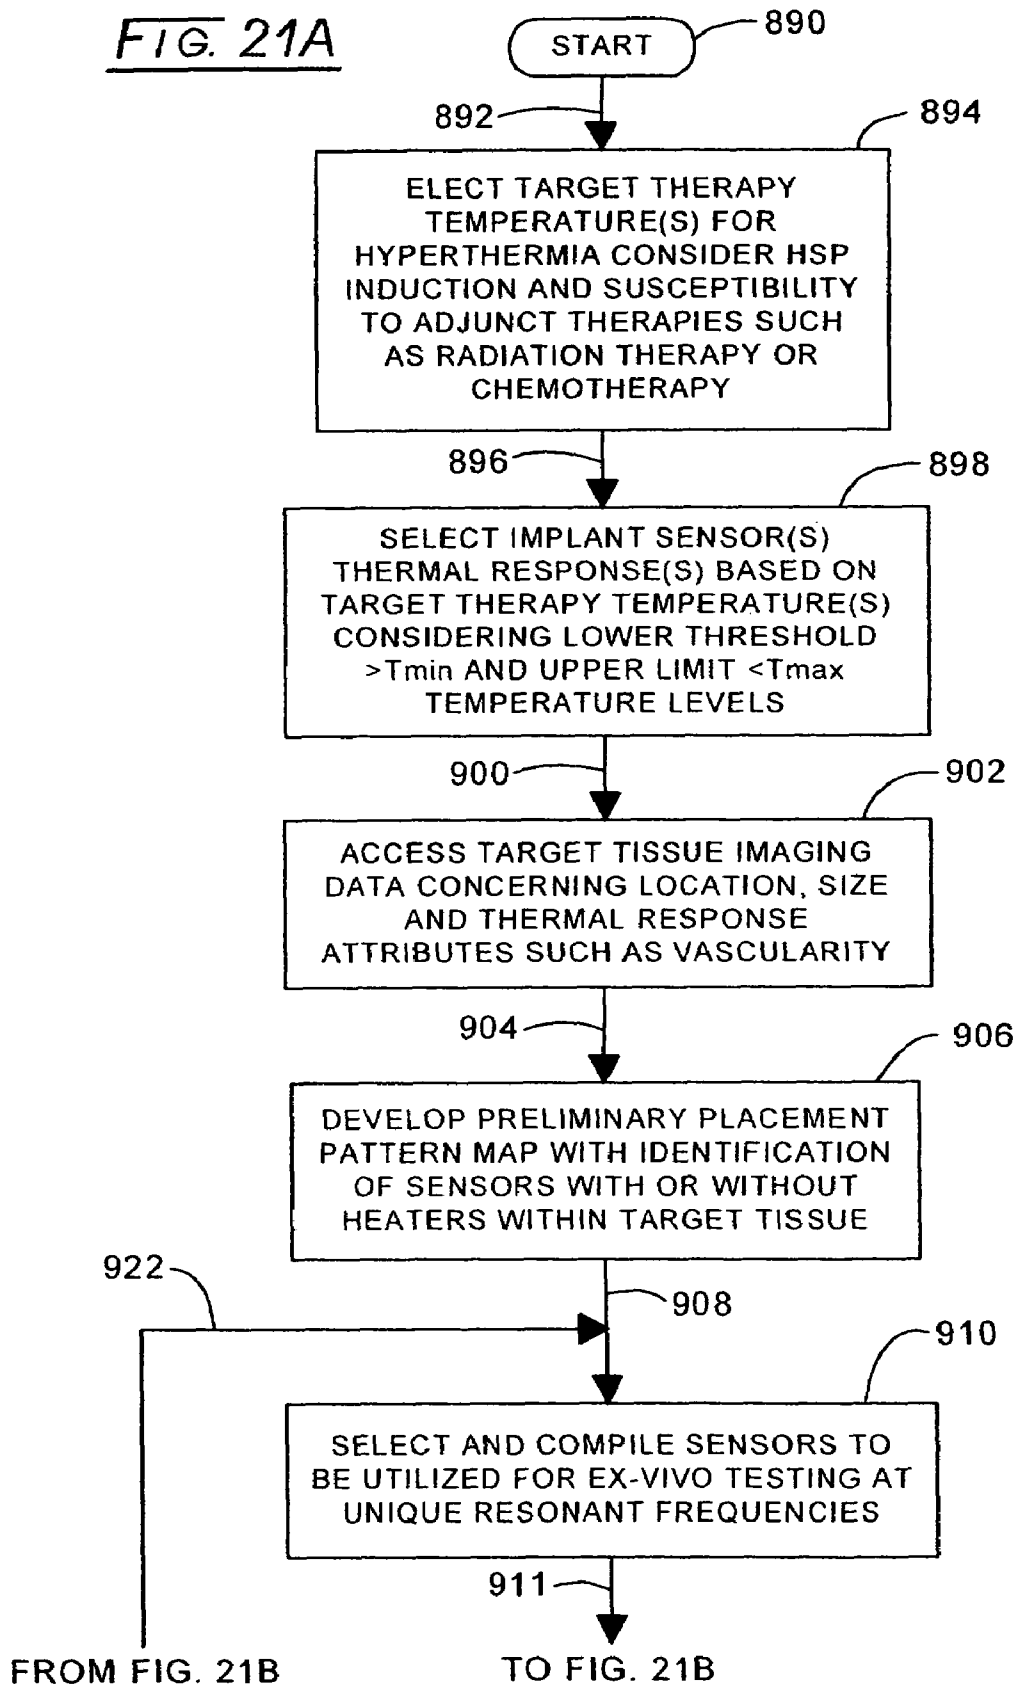 FIG. 21A
START
890
892
894
ELECT TARGET THERAPY
TEMPERATURE(S) FOR
HYPERTHERMIA CONSIDER HSP
INDUCTION AND SUSCEPTIBILITY
TO ADJUNCT THERAPIES SUCH
AS RADIATION THERAPY OR
CHEMOTHERAPY
896
898
SELECT IMPLANT SENSOR(S)
THERMAL RESPONSE(S) BASED ON
TARGET THERAPY TEMPERATURE(S)
CONSIDERING LOWER THRESHOLD
>Tmin AND UPPER LIMIT <Tmax
TEMPERATURE LEVELS
900
902
ACCESS TARGET TISSUE IMAGING
DATA CONCERNING LOCATION, SIZE
AND THERMAL RESPONSE
ATTRIBUTES SUCH AS VASCULARITY
904
906
DEVELOP PRELIMINARY PLACEMENT
PATTERN MAP WITH IDENTIFICATION
OF SENSORS WITH OR WITHOUT
HEATERS WITHIN TARGET TISSUE
922
908
910
SELECT AND COMPILE SENSORS TO
BE UTILIZED FOR EX-VIVO TESTING AT
UNIQUE RESONANT FREQUENCIES
911
FROM FIG. 21B
TO FIG. 21B